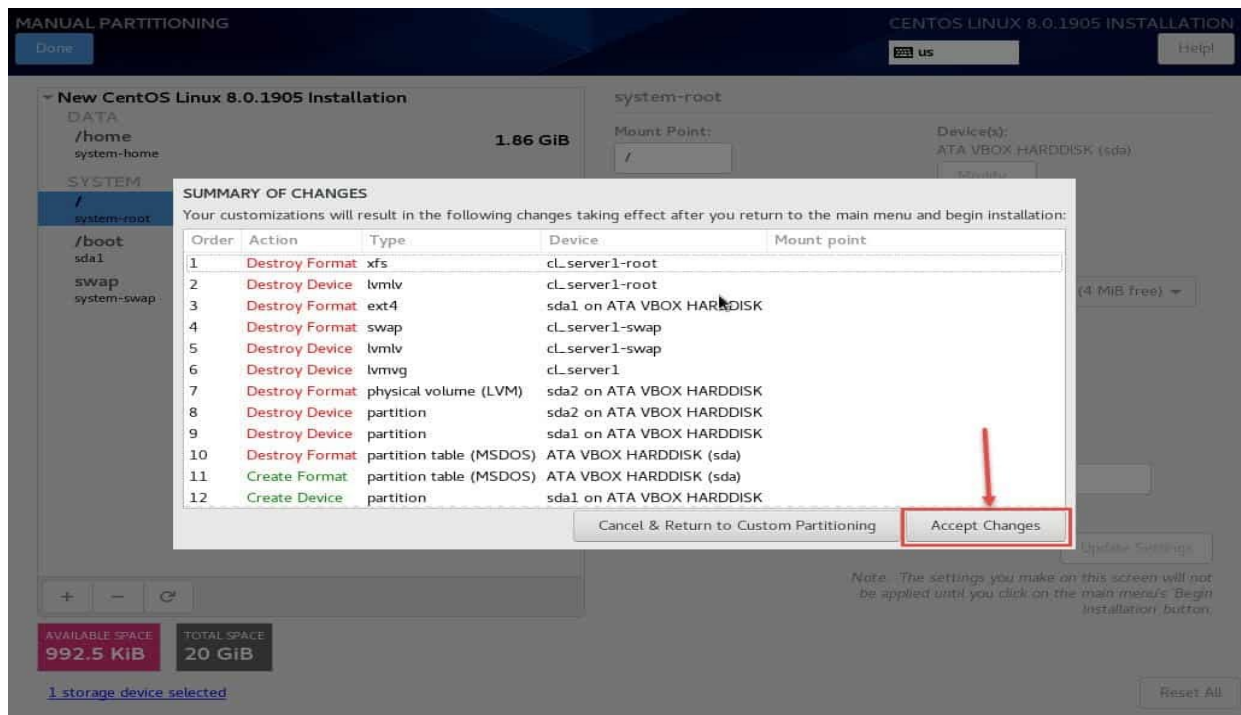 MANUAL PARTITIONING
CENTOS LINUX 8.0.1905 INSTALLATION
Done
us
Help!
New CentOS Linux 8.0.1905 Installation
DATA
/home
1.86 GiB
system-home
SYSTEM
/
system-root
/boot
sda1
swap
system-swap
system-root
Mount Point:
/
Device(s):
ATA VBOX HARDDISK (sda)
Modify...
(4 MiB free)
SUMMARY OF CHANGES
Your customizations will result in the following changes taking effect after you return to the main menu and begin installation:
Order Action Type Device Mount point
1 Destroy Format xfs cl_server1-root
2 Destroy Device lvmlv cl_server1-root
3 Destroy Format ext4 sda1 on ATA VBOX HARDDISK
4 Destroy Format swap cl_server1-swap
5 Destroy Device lvmlv cl_server1-swap
6 Destroy Device lvmvg cl_server1
7 Destroy Format physical volume (LVM) sda2 on ATA VBOX HARDDISK
8 Destroy Device partition sda2 on ATA VBOX HARDDISK
9 Destroy Device partition sda1 on ATA VBOX HARDDISK
10 Destroy Format partition table (MSDOS) ATA VBOX HARDDISK (sda)
11 Create Format partition table (MSDOS) ATA VBOX HARDDISK (sda)
12 Create Device partition sda1 on ATA VBOX HARDDISK
Cancel & Return to Custom Partitioning
Accept Changes
Update Settings
Note: The settings you make on this screen will not
be applied until you click on the main menu's 'Begin
Installation' button.
AVAILABLE SPACE
992.5 KiB
TOTAL SPACE
20 GiB
1 storage device selected
Reset All